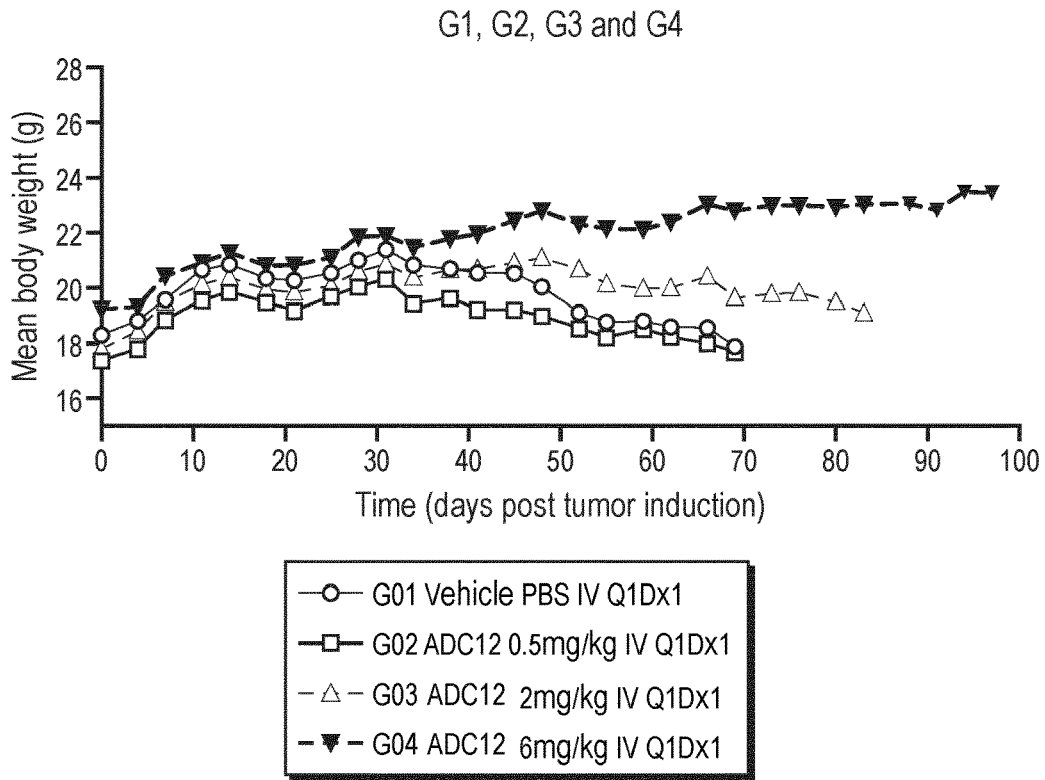 G1, G2, G3 and G4
28
26
24
22
20
18
16
Mean body weight (g)
0 10 20 30 40 50 60 70 80 90 100
Time (days post tumor induction)
G01 Vehicle PBS IV Q1Dx1
G02 ADC12 0.5mg/kg IV Q1Dx1
G03 ADC12 2mg/kg IV Q1Dx1
G04 ADC12 6mg/kg IV Q1Dx1